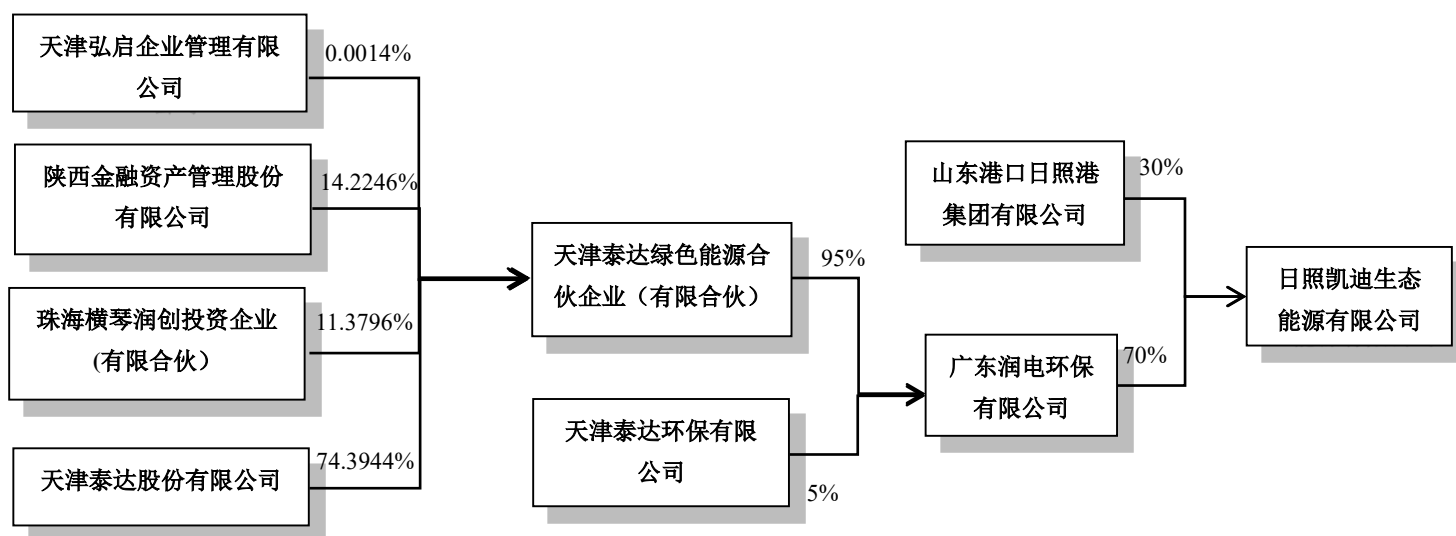 天津弘启企业管理有限
公司
0.0014%
陕西金融资产管理股份
有限公司
14.2246%
珠海横琴润创投资企业
(有限合伙）
11.3796%
天津泰达股份有限公司
74.3944%
天津泰达绿色能源合
伙企业（有限合伙）
95%
天津泰达环保有限
公司
5%
山东港口日照港
集团有限公司
30%
广东润电环保
有限公司
70%
日照凯迪生态
能源有限公司